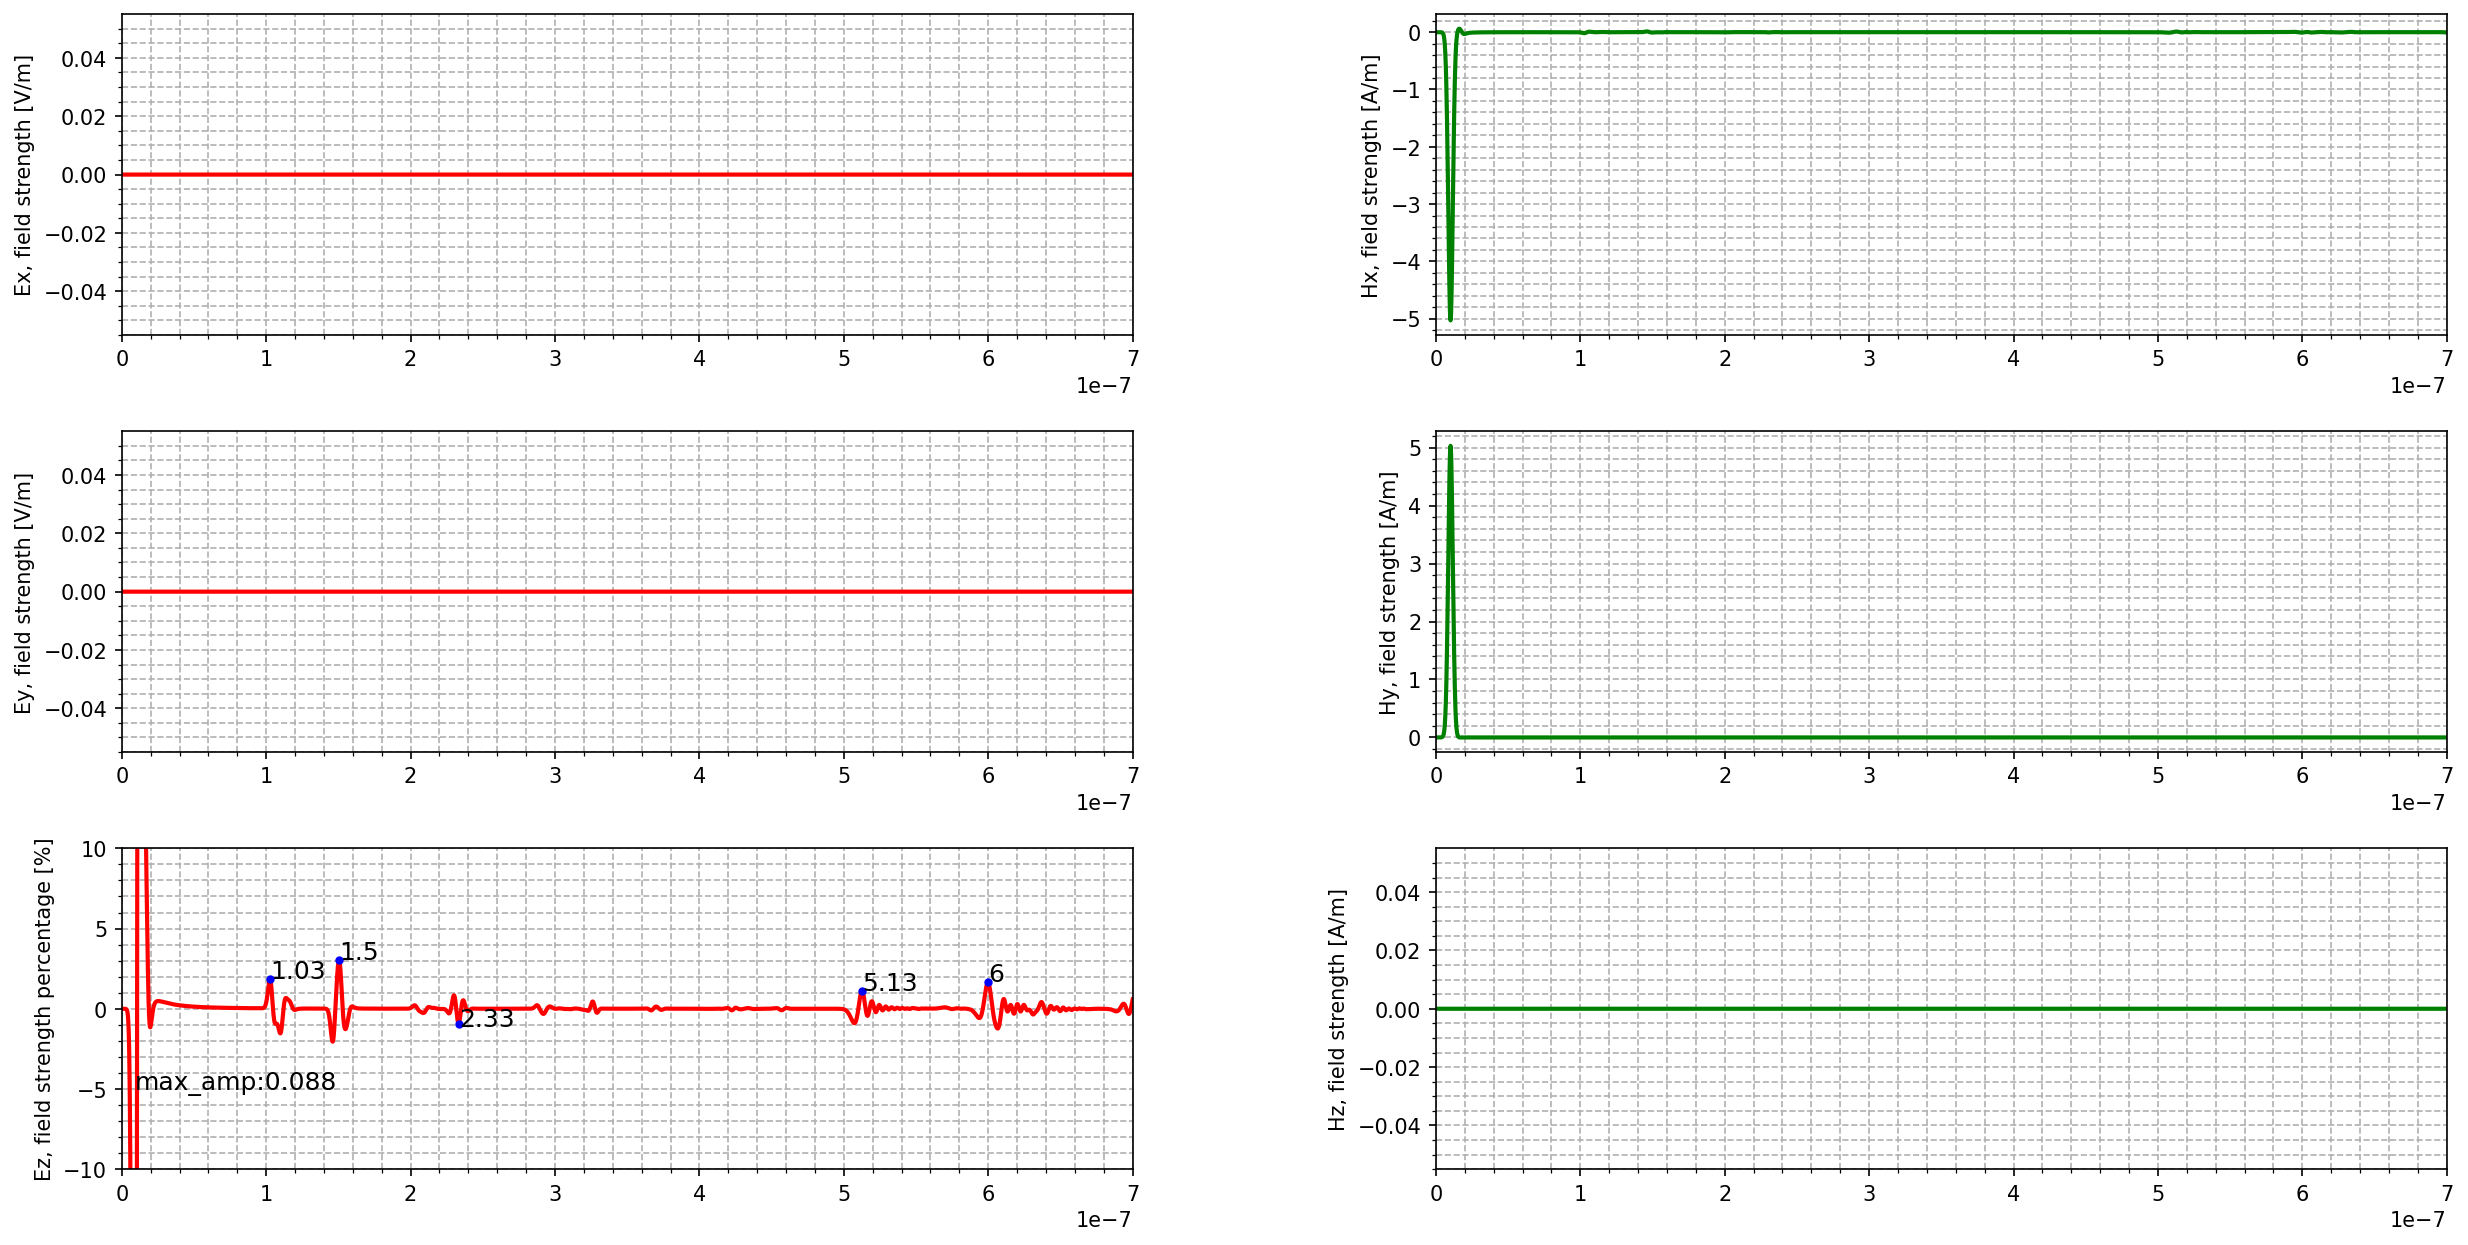 Ex, field strength [V/m]
0.04
0.02
0.00
−0.02
−0.04
0 1 2 3 4 5 6 7
1e−7
Hx, field strength [A/m]
0
−1
−2
−3
−4
−5
0 1 2 3 4 5 6 7
1e−7
Ey, field strength [V/m]
0.04
0.02
0.00
−0.02
−0.04
0 1 2 3 4 5 6 7
1e−7
Hy, field strength [A/m]
5
4
3
2
1
0
0 1 2 3 4 5 6 7
1e−7
Ez, field strength percentage [%]
10
5
0
−5
−10
1.03
1.5
2.33
5.13
6
max_amp:0.088
0 1 2 3 4 5 6 7
1e−7
Hz, field strength [A/m]
0.04
0.02
0.00
−0.02
−0.04
0 1 2 3 4 5 6 7
1e−7